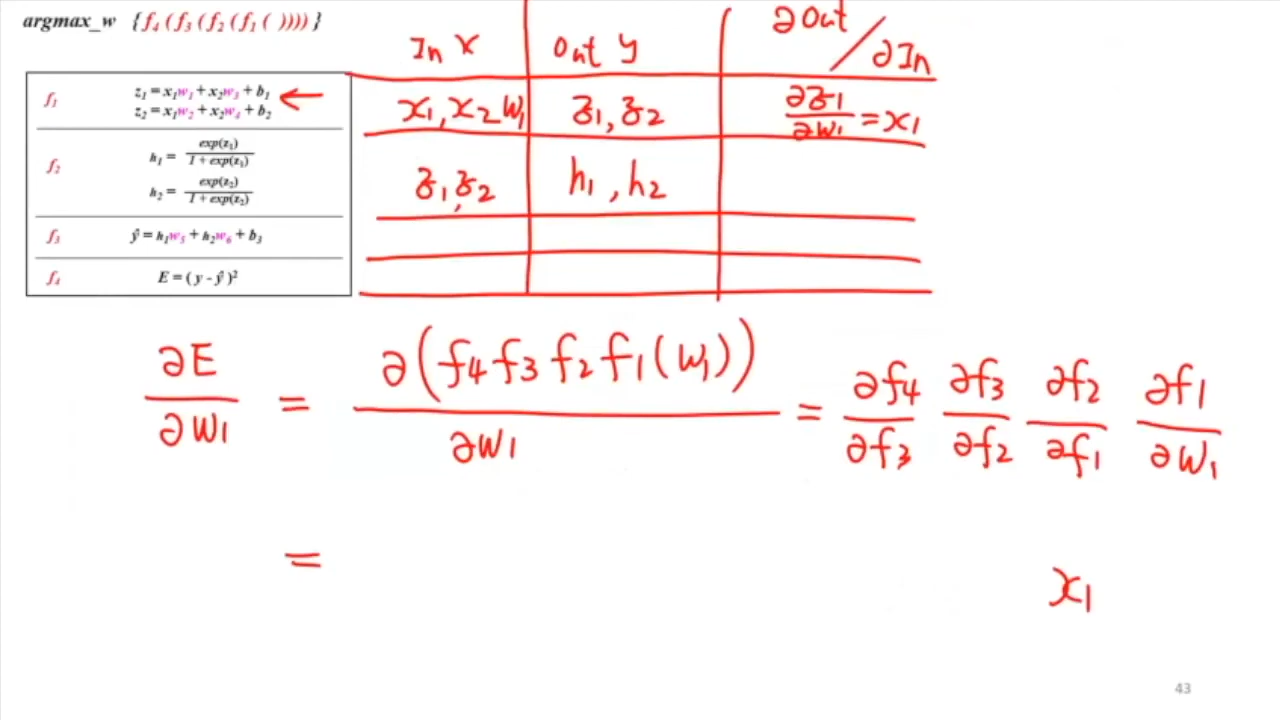 argmax_w { f₄ ( f₃ ( f₂ ( f₁ ( )))) }
In X | Out y | ∂Out / ∂In
f₁ z₁ = x₁w₁ + x₂w₃ + b₁ ←
z₂ = x₁w₂ + x₂w₄ + b₂
x₁, x₂ w₁ | z₁, z₂ | ∂z₁/∂w₁ = x₁
f₂ h₁ = exp(z₁) / 1 + exp(z₁)
h₂ = exp(z₂) / 1 + exp(z₂)
z₁, z₂ | h₁, h₂
f₃ ŷ = h₁w₅ + h₂w₆ + b₃
f₄ E = ( y - ŷ )²
∂E/∂w₁ = ∂(f₄ f₃ f₂ f₁(w₁))/∂w₁ = ∂f₄/∂f₃ ∂f₃/∂f₂ ∂f₂/∂f₁ ∂f₁/∂w₁
= x₁
43